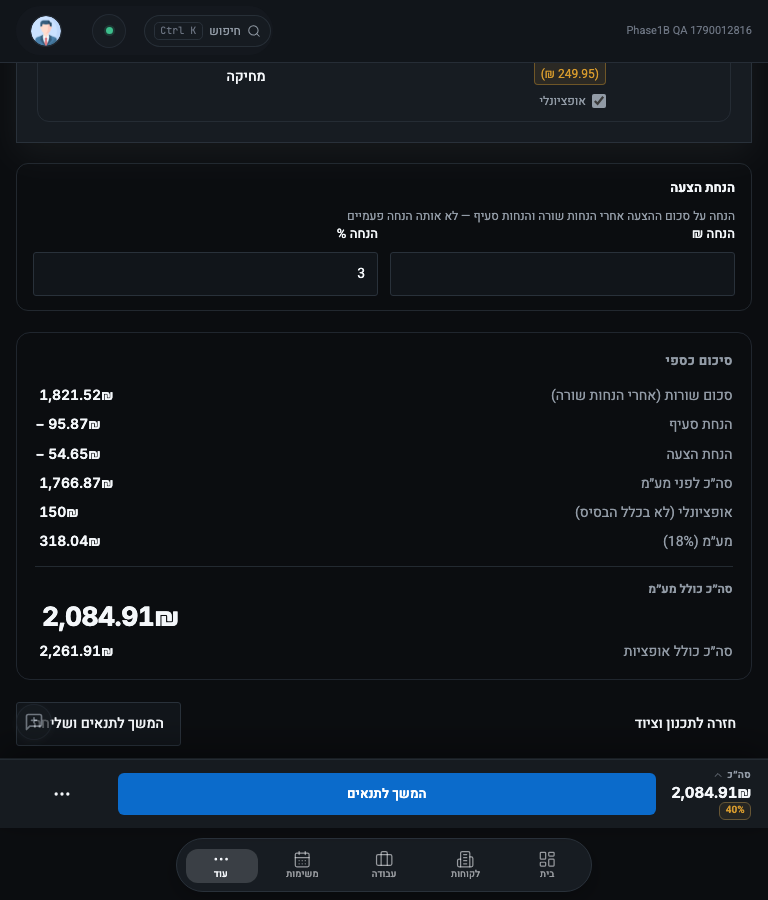 Phase1B QA 1790012816
חיפוש Ctrl K
(₪ 249.95)
מחיקה
אופציונלי
הנחת הצעה
הנחה על סכום ההצעה אחרי הנחות שורה והנחות סעיף — לא אותה הנחה פעמיים
הנחה ₪
הנחה %
3
סיכום כספי
סכום שורות (אחרי הנחות שורה) 1,821.52₪
הנחת סעיף – 95.87₪
הנחת הצעה – 54.65₪
סה״כ לפני מע״מ 1,766.87₪
אופציונלי (לא בכלל הבסיס) 150₪
מע״מ (18%) 318.04₪
סה״כ כולל מע״מ
2,084.91₪
סה״כ כולל אופציות 2,261.91₪
חזרה לתכנון וציוד
המשך לתנאים
סה״כ
2,084.91₪
40%
המשך לתנאים
בית
לקוחות
עבודה
משימות
עוד